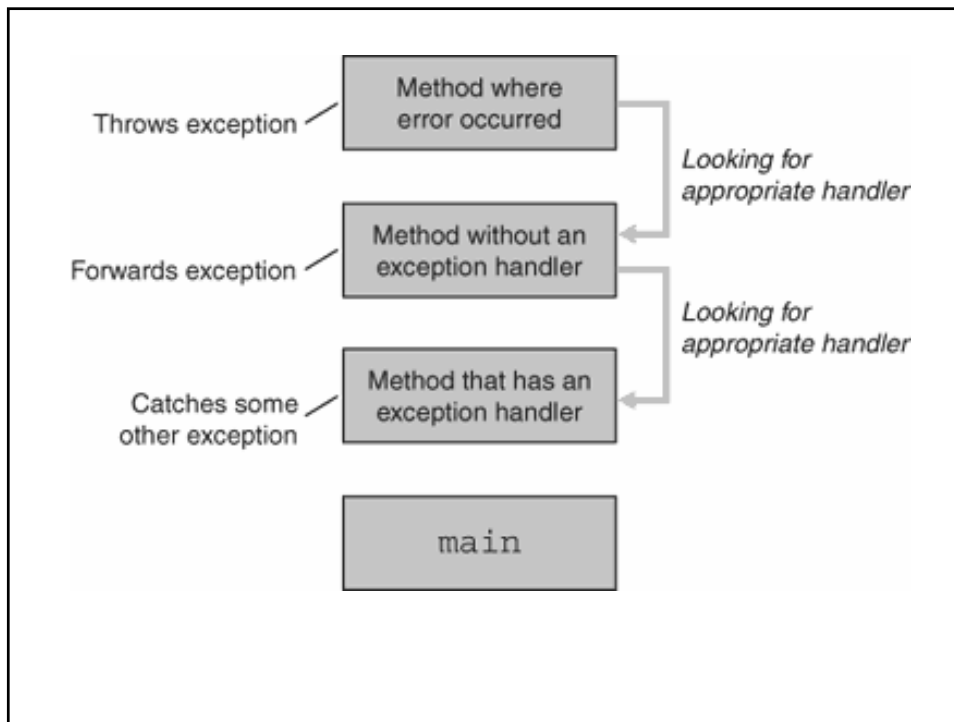 Method where
error occurred
Throws exception
Looking for
appropriate handler
Method without an
exception handler
Forwards exception
Looking for
appropriate handler
Method that has an
exception handler
Catches some
other exception
main